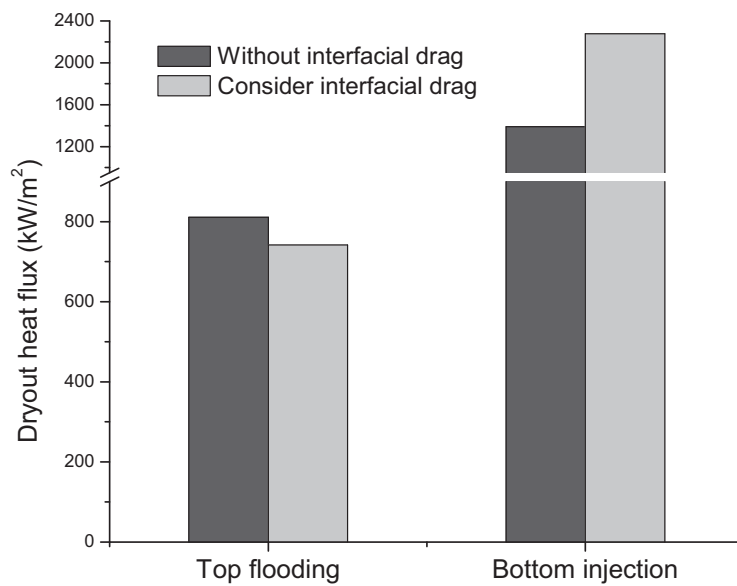 2400
2200
1600
1200
800
600
400
200
0
Dryout heat flux (kW/m²)
Without interfacial drag
Consider interfacial drag
Top flooding
Bottom injection